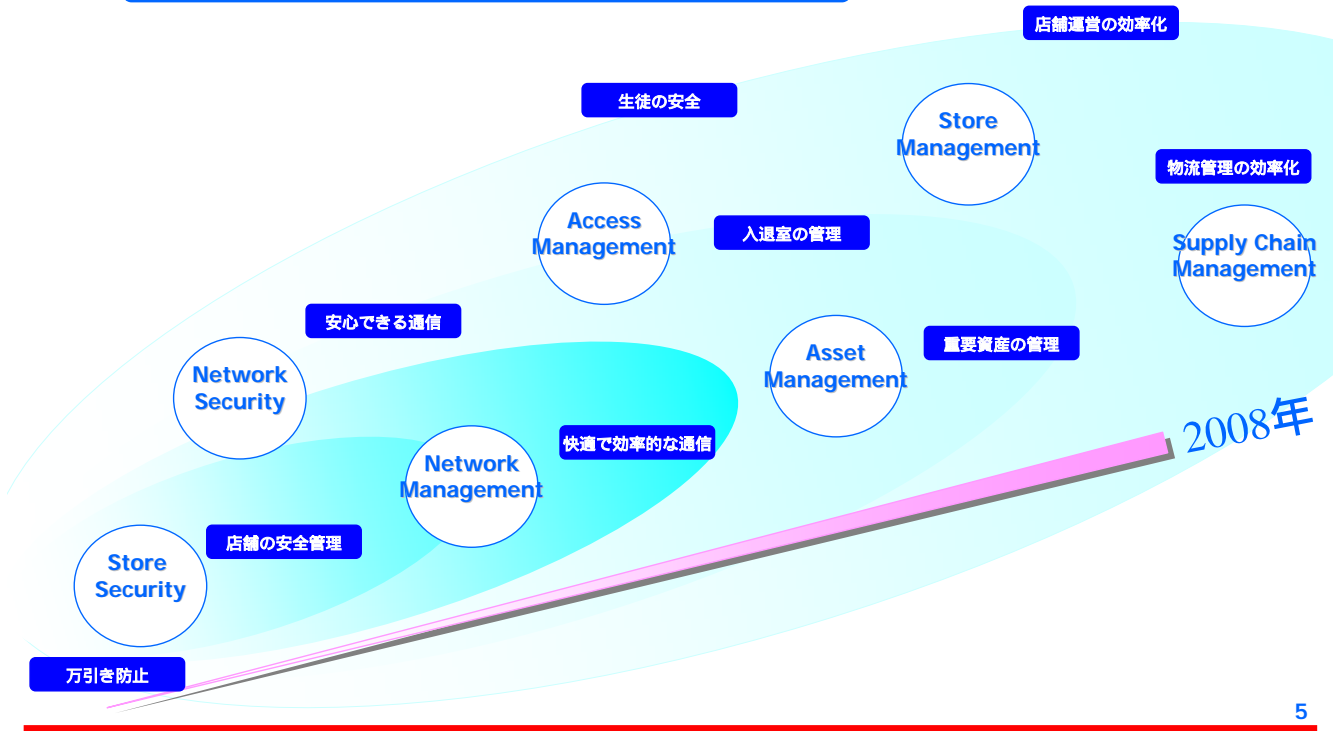 店舗運営の効率化
生徒の安全
Store
Management
物流管理の効率化
Access
Management
入退室の管理
Supply Chain
Management
安心できる通信
重要資産の管理
Network
Security
Asset
Management
2008年
快適で効率的な通信
Network
Management
店舗の安全管理
Store
Security
万引き防止
5